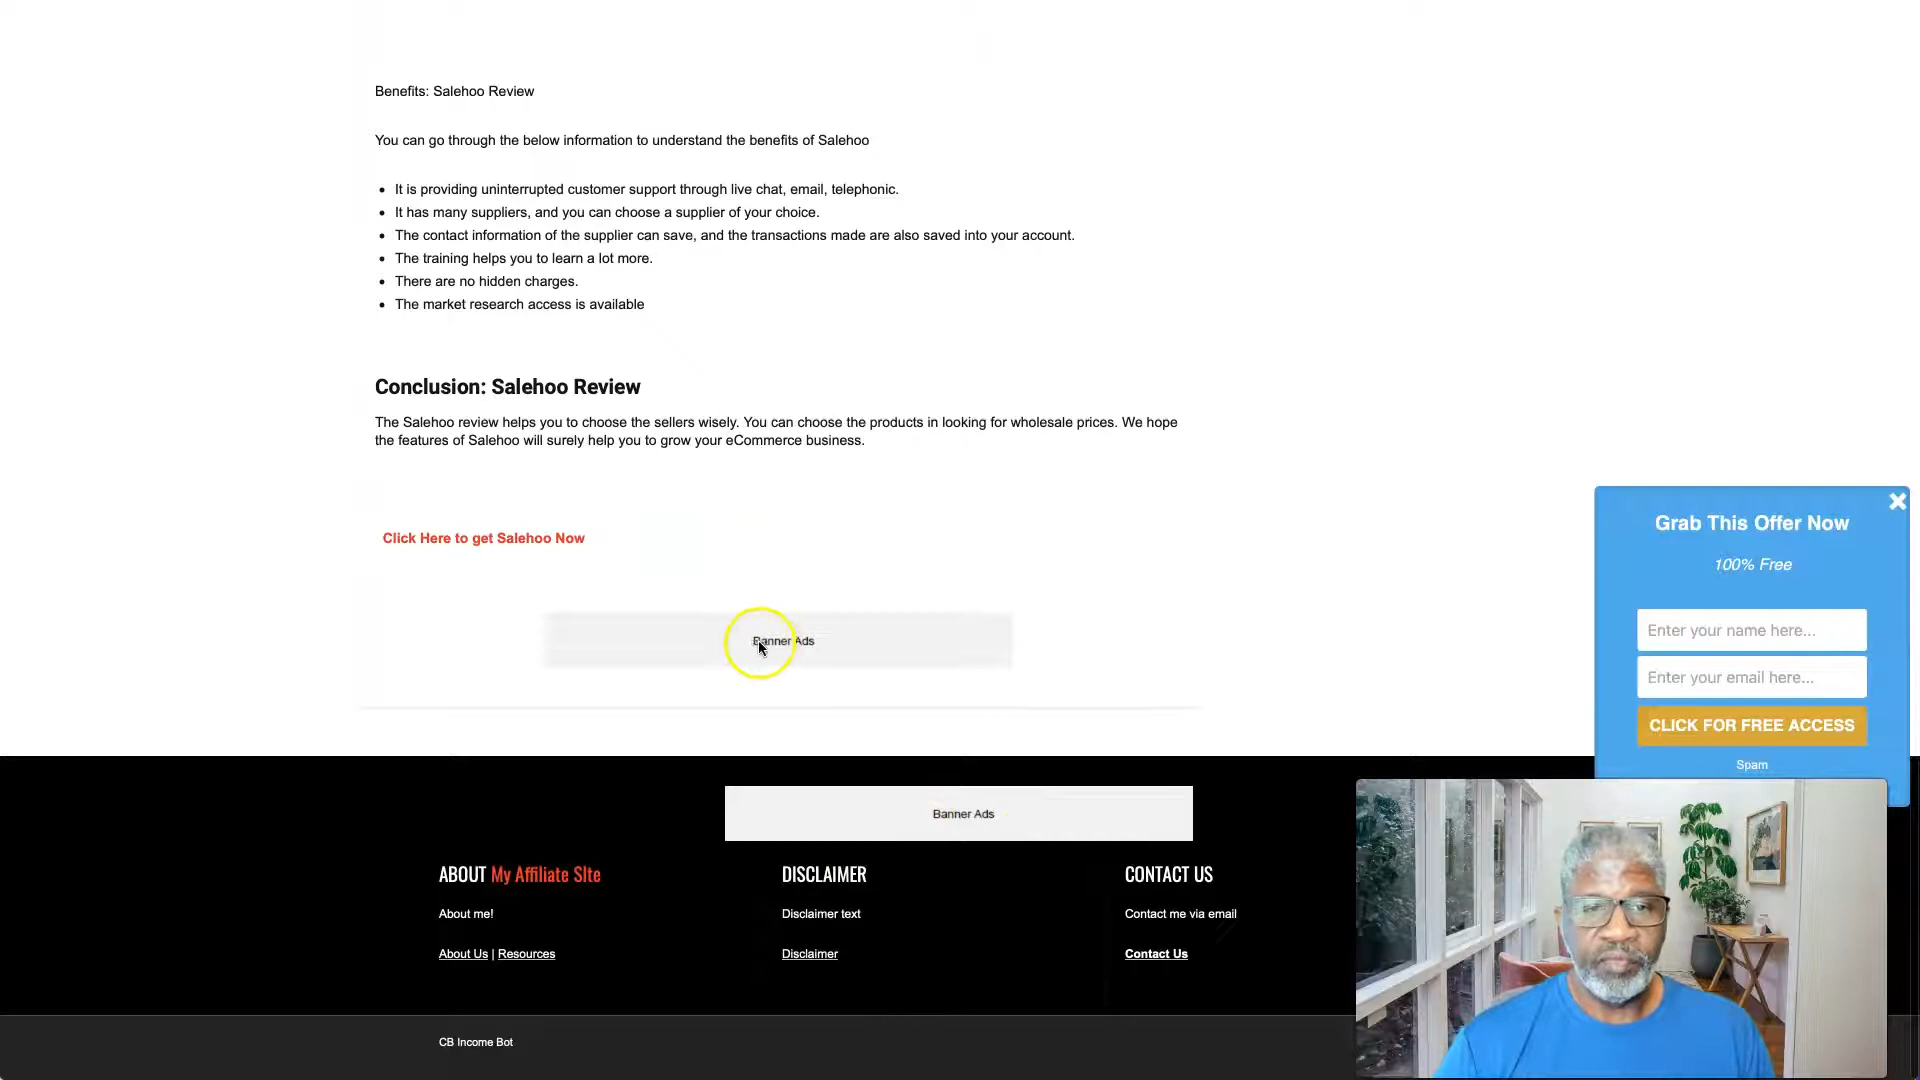 Benefits: Salehoo Review
You can go through the below information to understand the benefits of Salehoo
It is providing uninterrupted customer support through live chat, email, telephonic.
It has many suppliers, and you can choose a supplier of your choice.
The contact information of the supplier can save, and the transactions made are also saved into your account.
The training helps you to learn a lot more.
There are no hidden charges.
The market research access is available
Conclusion: Salehoo Review
The Salehoo review helps you to choose the sellers wisely. You can choose the products in looking for wholesale prices. We hope
the features of Salehoo will surely help you to grow your eCommerce business.
Click Here to get Salehoo Now
Banner Ads
Grab This Offer Now
100% Free
Enter your name here...
Enter your email here...
CLICK FOR FREE ACCESS
Spam
Banner Ads
ABOUT My Affiliate SIte
About me!
About Us | Resources
DISCLAIMER
Disclaimer text
Disclaimer
CONTACT US
Contact me via email
Contact Us
CB Income Bot